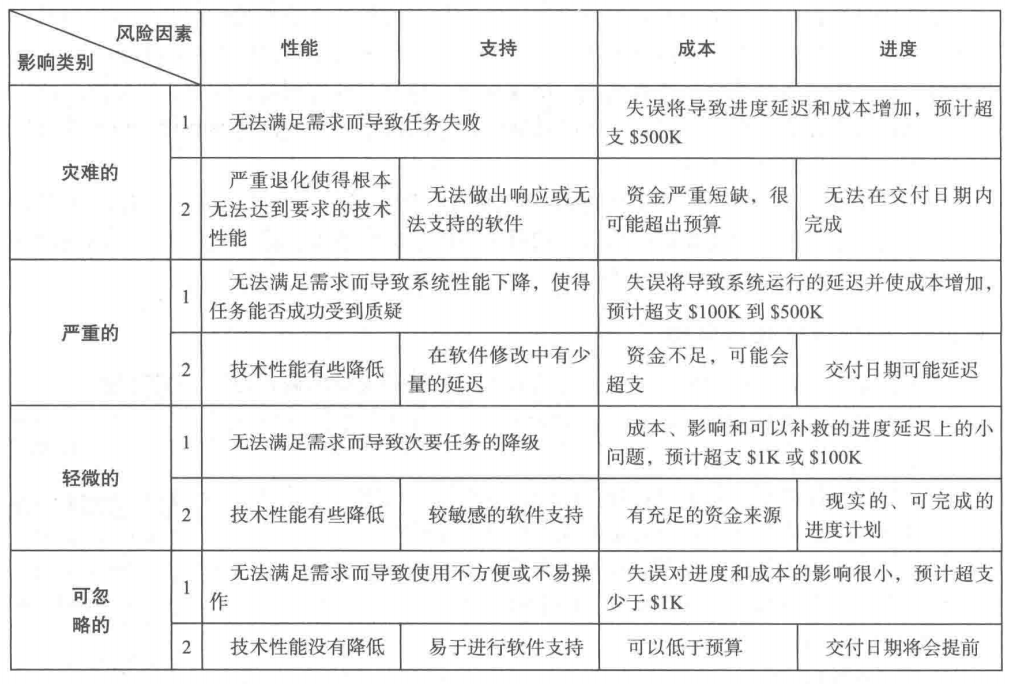 风险因素
影响类别
性能
支持
成本
进度
灾难的
1
无法满足需求而导致任务失败
失误将导致进度延迟和成本增加，预计超
支 $500K
2
严重退化使得根本
无法达到要求的技术
性能
无法做出响应或无
法支持的软件
资金严重短缺，很
可能超出预算
无法在交付日期内
完成
严重的
1
无法满足需求而导致系统性能下降，使得
任务能否成功受到质疑
失误将导致系统运行的延迟并使成本增加，
预计超支 $100K 到 $500K
2
技术性能有些降低
在软件修改中有少
量的延迟
资金不足，可能会
超支
交付日期可能延迟
轻微的
1
无法满足需求而导致次要任务的降级
成本、影响和可以补救的进度延迟上的小
问题，预计超支 $1K 或 $100K
2
技术性能有些降低
较敏感的软件支持
有充足的资金来源
现实的、可完成的
进度计划
可忽
略的
1
无法满足需求而导致使用不方便或不易操
作
失误对进度和成本的影响很小，预计超支
少于 $1K
2
技术性能没有降低
易于进行软件支持
可以低于预算
交付日期将会提前